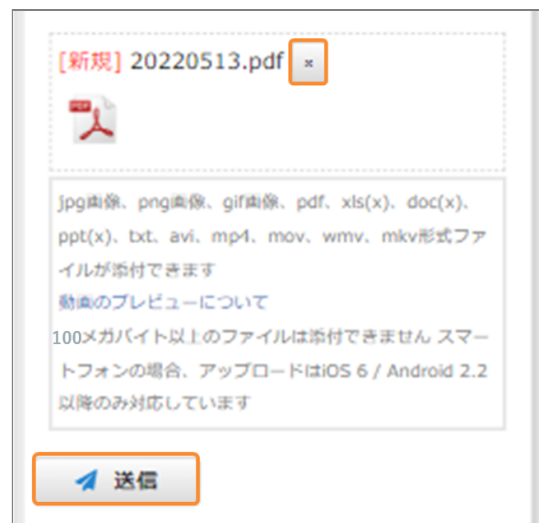 [新規] 20220513.pdf ×
PDF
jpg画像、png画像、gif画像、pdf、xls(x)、doc(x)、
ppt(x)、txt、avi、mp4、mov、wmv、mkv形式ファ
イルが添付できます
動画のプレビューについて
100メガバイト以上のファイルは添付できません スマー
トフォンの場合、アップロードはiOS 6 / Android 2.2
以降のみ対応しています
送信